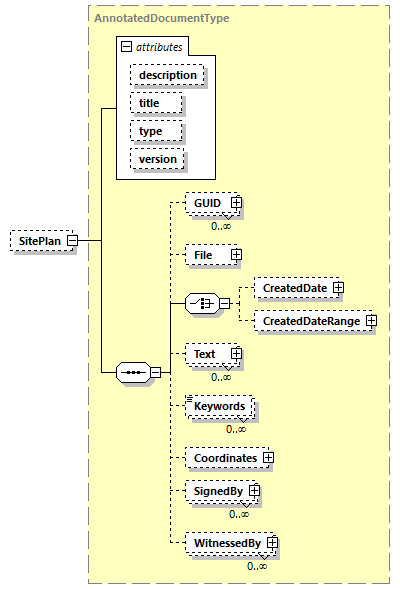 AnnotatedDocumentType
attributes
description
title
type
version
SitePlan
GUID
0..∞
File
CreatedDate
CreatedDateRange
Text
0..∞
Keywords
0..∞
Coordinates
SignedBy
0..∞
WitnessedBy
0..∞